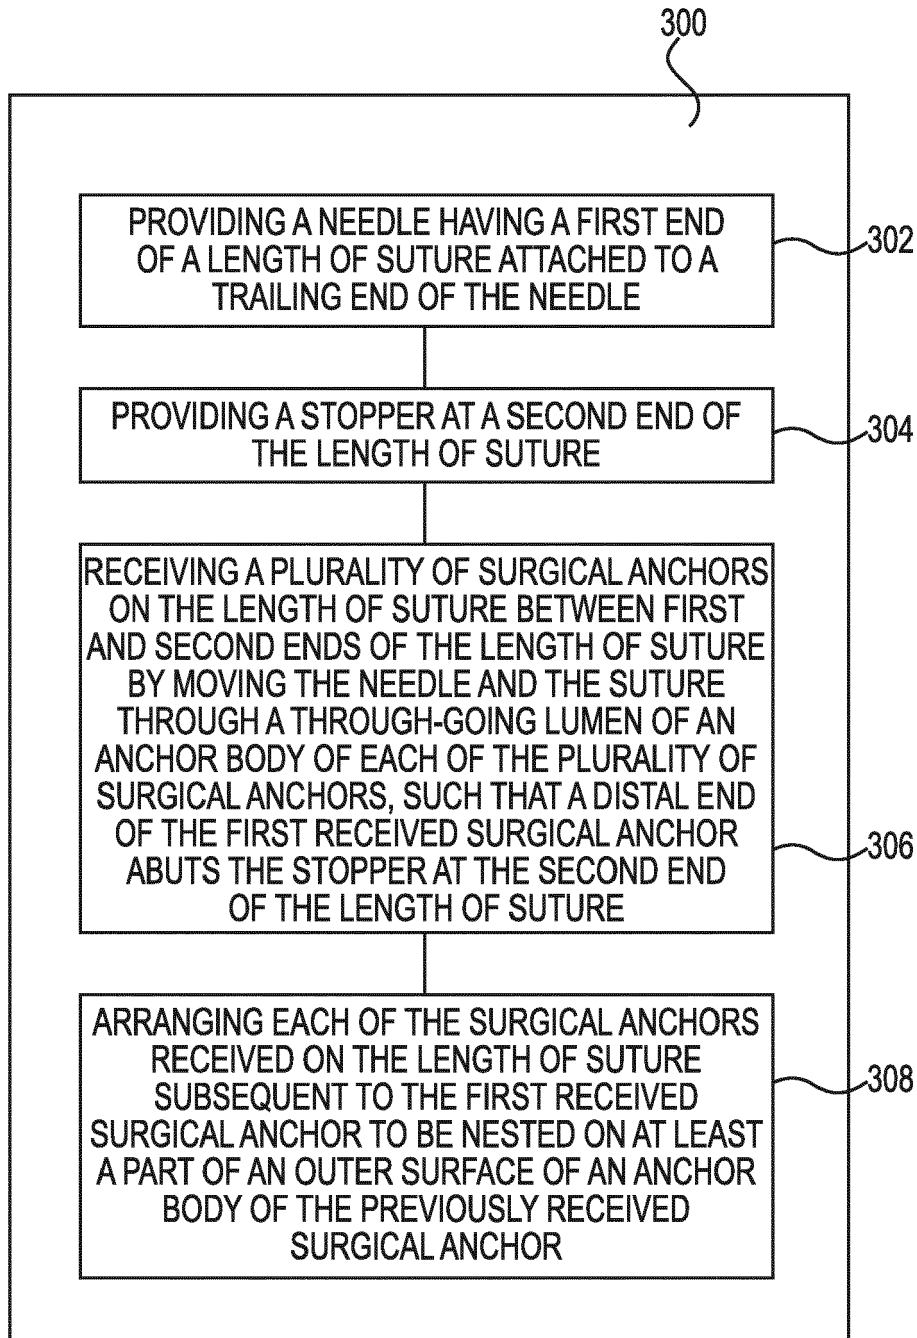 300
PROVIDING A NEEDLE HAVING A FIRST END
OF A LENGTH OF SUTURE ATTACHED TO A
TRAILING END OF THE NEEDLE
302
PROVIDING A STOPPER AT A SECOND END OF
THE LENGTH OF SUTURE
304
RECEIVING A PLURALITY OF SURGICAL ANCHORS
ON THE LENGTH OF SUTURE BETWEEN FIRST
AND SECOND ENDS OF THE LENGTH OF SUTURE
BY MOVING THE NEEDLE AND THE SUTURE
THROUGH A THROUGH-GOING LUMEN OF AN
ANCHOR BODY OF EACH OF THE PLURALITY OF
SURGICAL ANCHORS, SUCH THAT A DISTAL END
OF THE FIRST RECEIVED SURGICAL ANCHOR
ABUTS THE STOPPER AT THE SECOND END
OF THE LENGTH OF SUTURE
306
ARRANGING EACH OF THE SURGICAL ANCHORS
RECEIVED ON THE LENGTH OF SUTURE
SUBSEQUENT TO THE FIRST RECEIVED
SURGICAL ANCHOR TO BE NESTED ON AT LEAST
A PART OF AN OUTER SURFACE OF AN ANCHOR
BODY OF THE PREVIOUSLY RECEIVED
SURGICAL ANCHOR
308